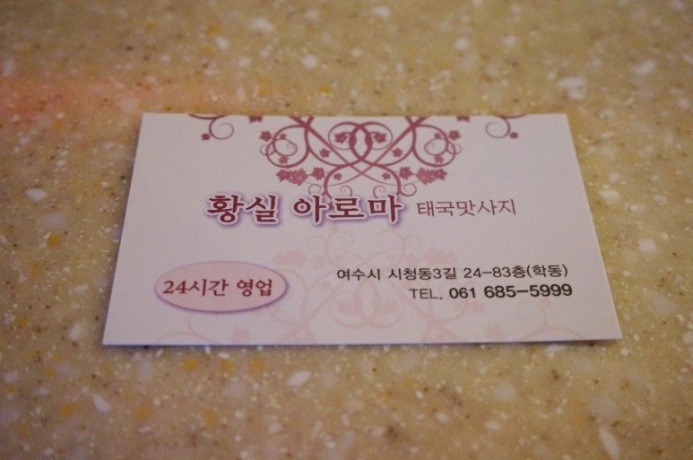 황실 아로마 태국맛사지
여수시 시청동3길 24-83층(학동)
24시간 영업
TEL. 061 685-5999